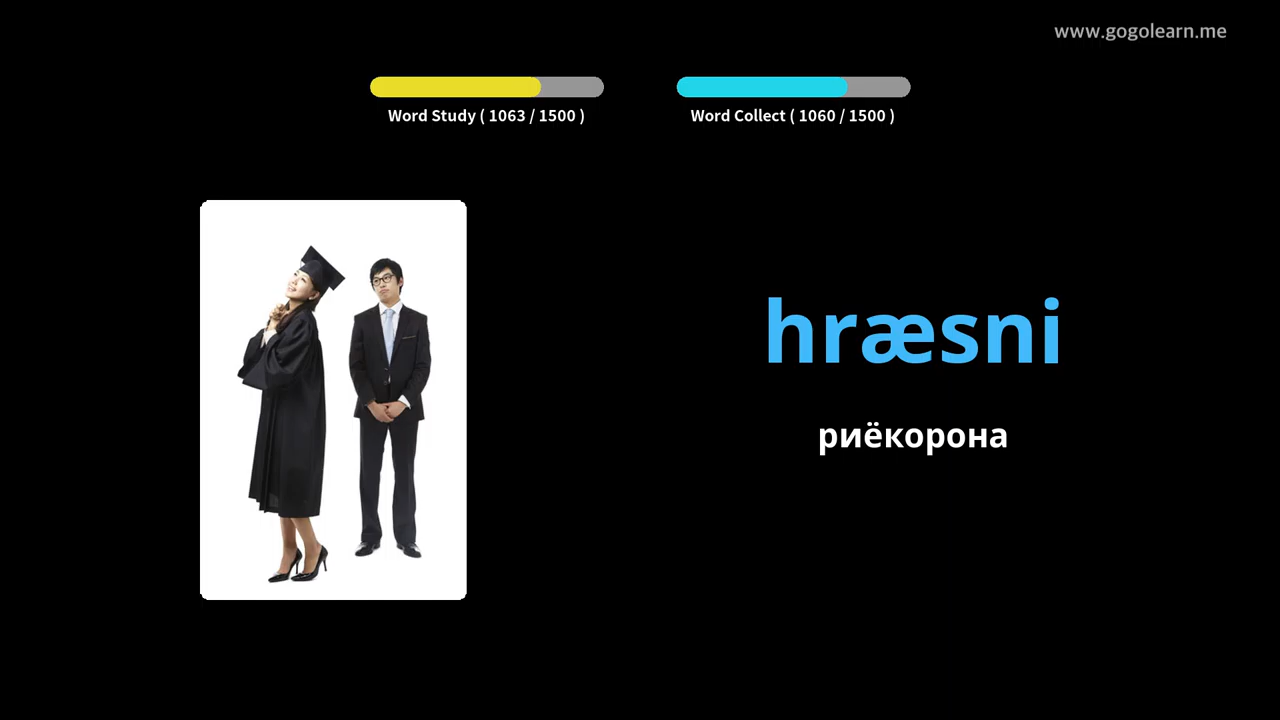 www.gogolearn.me
Word Study ( 1063 / 1500 )
Word Collect ( 1060 / 1500 )
hræsni
риёкорона